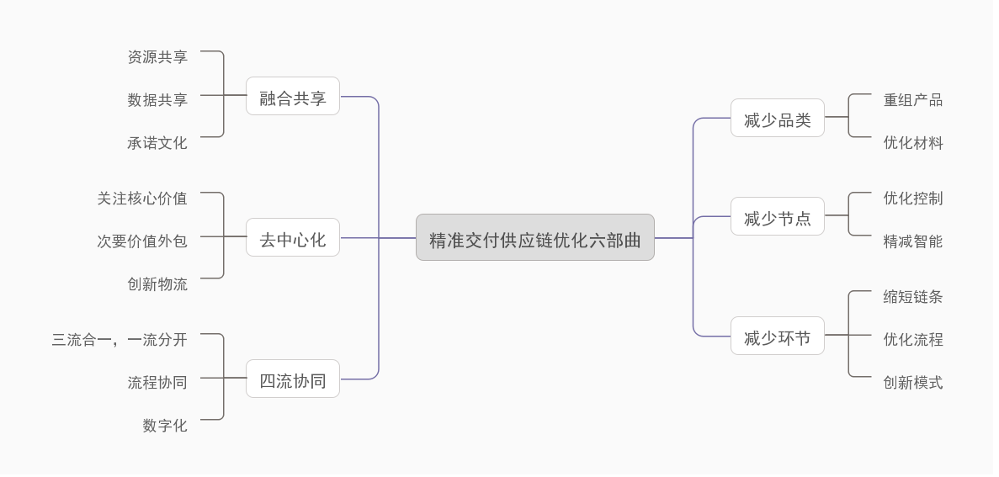 精准交付供应链优化六部曲
减少品类
重组产品
优化材料
减少节点
优化控制
精减智能
减少环节
缩短链条
优化流程
创新模式
融合共享
资源共享
数据共享
承诺文化
去中心化
关注核心价值
次要价值外包
创新物流
四流协同
三流合一，一流分开
流程协同
数字化